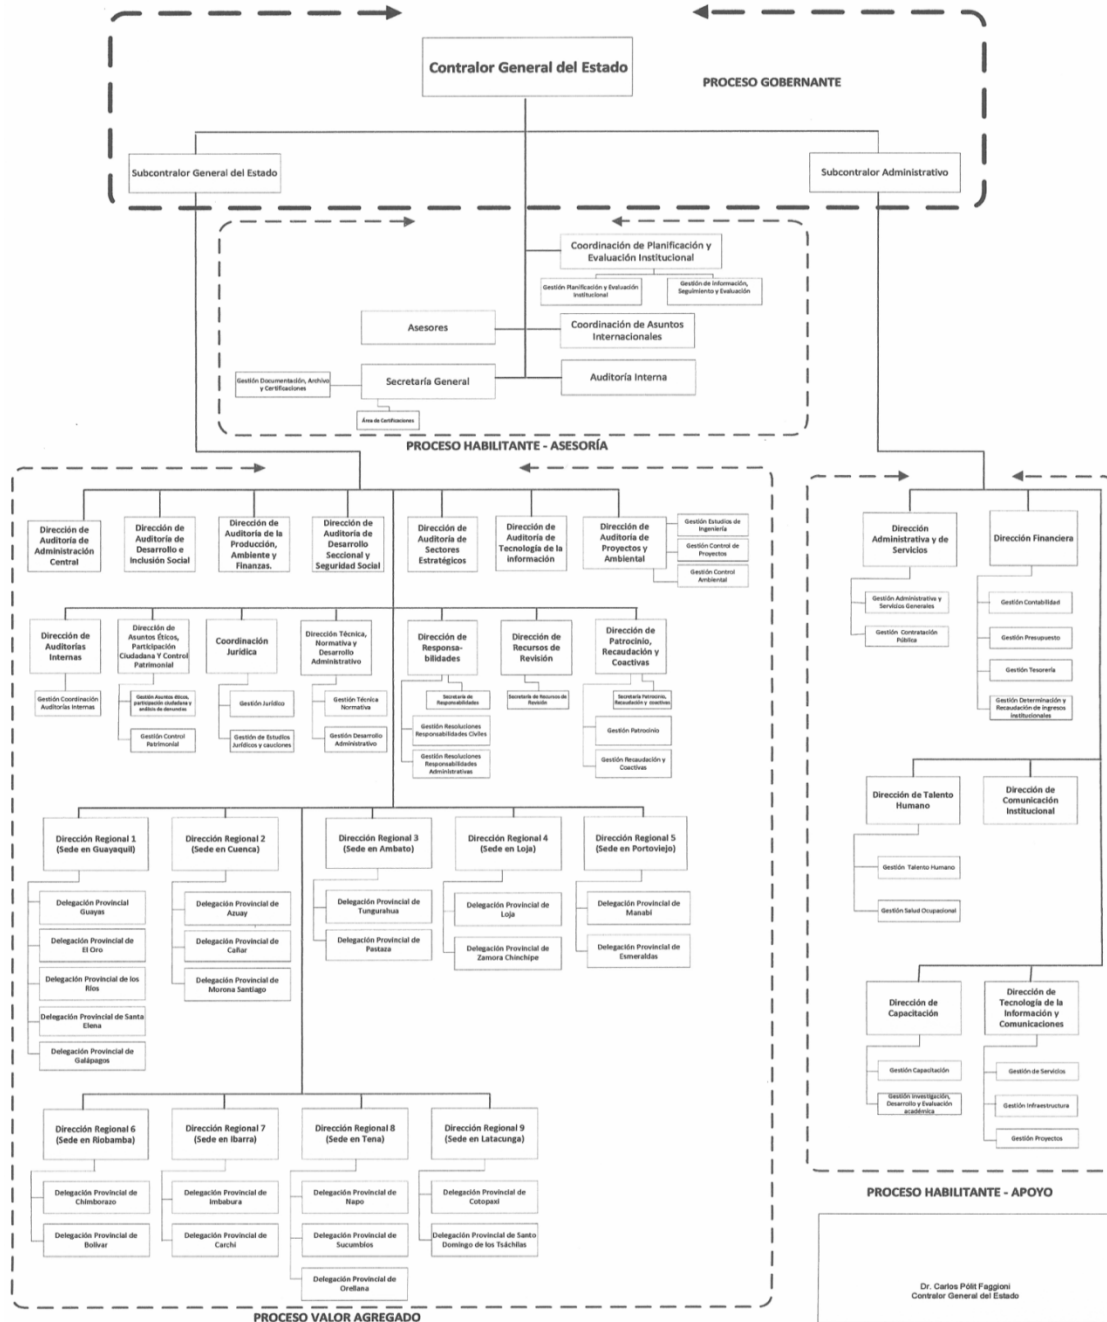 Contralor General del Estado
PROCESO GOBERNANTE
Subcontralor General del Estado
Subcontralor Administrativo
Coordinación de Planificación y
Evaluación Institucional
Gestión Planificación y Evaluación
Institucional
Gestión de Información,
Seguimiento y Evaluación
Asesores
Coordinación de Asuntos
Internacionales
Gestión Documentación, Archivo
y Certificaciones
Secretaría General
Auditoría Interna
Área de Certificaciones
PROCESO HABILITANTE - ASESORÍA
Dirección de
Auditoría de
Administración
Central
Dirección de
Auditoría de
Desarrollo e
Inclusión Social
Dirección de
Auditoría de la
Producción,
Ambiente y
Finanzas.
Dirección de
Auditoría de
Desarrollo
Seccional y
Seguridad Social
Dirección de
Auditoría de
Sectores
Estratégicos
Dirección de
Auditoría de
Tecnología de la
información
Dirección de
Auditoría de
Proyectos y
Ambiental
Gestión Estudios de
Ingeniería
Gestión Control de
Proyectos
Gestión Control
Ambiental
Dirección de
Auditorías
Internas
Gestión Coordinación
Auditorías Internas
Dirección de
Asuntos Éticos,
Participación
Ciudadana Y Control
Patrimonial
Gestión Asuntos éticos,
participación ciudadana y
análisis de denuncias
Gestión Control
Patrimonial
Coordinación
Jurídica
Gestión Jurídico
Gestión de Estudios
Jurídicos y cauciones
Dirección Técnica,
Normativa y
Desarrollo
Administrativo
Gestión Técnica
Normativa
Gestión Desarrollo
Administrativo
Dirección de
Responsa-
bilidades
Secretaría de
Responsabilidades
Gestión Resoluciones
Responsabilidades Civiles
Gestión Resoluciones
Responsabilidades
Administrativas
Dirección de
Recursos de
Revisión
Secretaría de Recursos de
Revisión
Dirección de
Patrocinio,
Recaudación y
Coactivas
Secretaría Patrocinio,
Recaudación y coactivas
Gestión Patrocinio
Gestión Recaudación y
Coactivas
Dirección Regional 1
(Sede en Guayaquil)
Delegación Provincial
Guayas
Delegación Provincial de
El Oro
Delegación Provincial de los
Ríos
Delegación Provincial de Santa
Elena
Delegación Provincial de
Galápagos
Dirección Regional 2
(Sede en Cuenca)
Delegación Provincial de
Azuay
Delegación Provincial de
Cañar
Delegación Provincial de
Morona Santiago
Dirección Regional 3
(Sede en Ambato)
Delegación Provincial de
Tungurahua
Delegación Provincial de
Pastaza
Dirección Regional 4
(Sede en Loja)
Delegación Provincial de
Loja
Delegación Provincial de
Zamora Chinchipe
Dirección Regional 5
(Sede en Portoviejo)
Delegación Provincial de
Manabí
Delegación Provincial de
Esmeraldas
Dirección Regional 6
(Sede en Riobamba)
Delegación Provincial de
Chimborazo
Delegación Provincial de
Bolívar
Dirección Regional 7
(Sede en Ibarra)
Delegación Provincial de
Imbabura
Delegación Provincial de
Carchi
Dirección Regional 8
(Sede en Tena)
Delegación Provincial de
Napo
Delegación Provincial de
Sucumbíos
Delegación Provincial de
Orellana
Dirección Regional 9
(Sede en Latacunga)
Delegación Provincial de
Cotopaxi
Delegación Provincial de Santo
Domingo de los Tsáchilas
PROCESO VALOR AGREGADO
Dirección
Administrativa y de
Servicios
Gestión Administrativa y
Servicios Generales
Gestión Contratación
Pública
Dirección Financiera
Gestión Contabilidad
Gestión Presupuesto
Gestión Tesorería
Gestión Determinación y
Recaudación de ingresos
institucionales
Dirección de Talento
Humano
Gestión Talento Humano
Gestión Salud Ocupacional
Dirección de
Comunicación
Institucional
Dirección de
Capacitación
Gestión Capacitación
Gestión Investigación,
Desarrollo y Evaluación
académica
Dirección de
Tecnología de la
Información y
Comunicaciones
Gestión de Servicios
Gestión Infraestructura
Gestión Proyectos
PROCESO HABILITANTE - APOYO
Dr. Carlos Pólit Faggioni
Contralor General del Estado